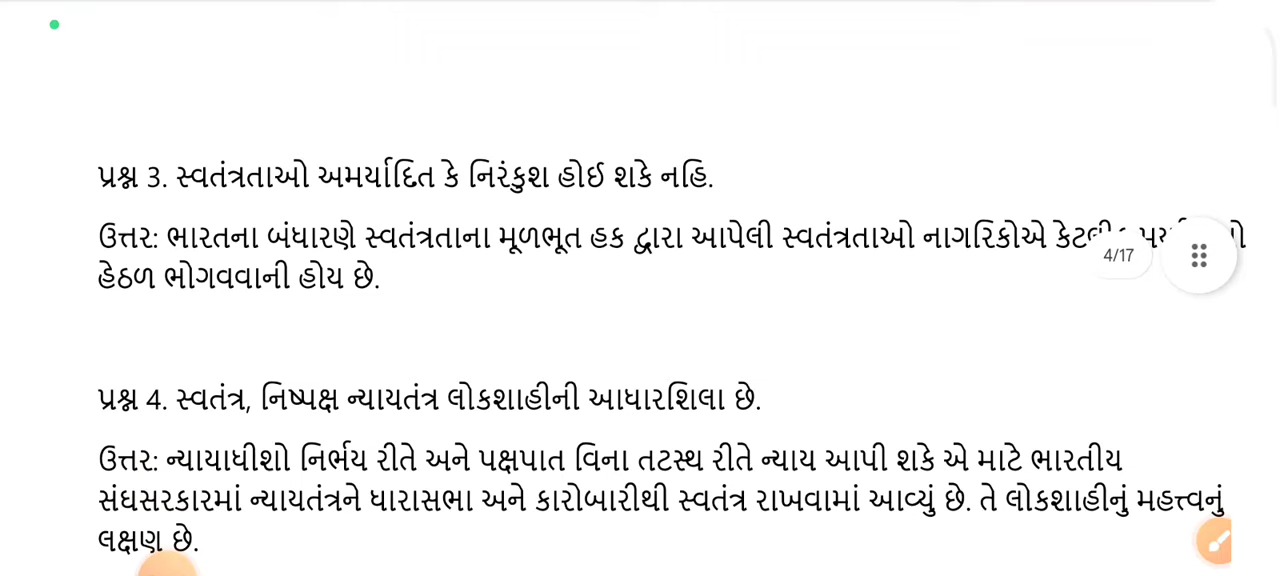 પ્રશ્ન 3. સ્વતંત્રતાઓ અમર્યાદિત કે નિરંકુશ હોઈ શકે નહિ.
ઉત્તર: ભારતના બંધારણે સ્વતંત્રતાના મૂળભૂત હક દ્વારા આપેલી સ્વતંત્રતાઓ નાગરિકોએ
4/17
હેઠળ ભોગવવાની હોય છે.
પ્રશ્ન 4. સ્વતંત્ર, નિષ્પક્ષ ન્યાયતંત્ર લોકશાહીની આધારશિલા છે.
ઉત્તર: ન્યાયાધીશો નિર્ભય રીતે અને પક્ષપાત વિના તટસ્થ રીતે ન્યાય આપી શકે એ માટે ભારતીય
સંઘસરકારમાં ન્યાયતંત્રને ધારાસભા અને કારોબારીથી સ્વતંત્ર રાખવામાં આવ્યું છે. તે લોકશાહીનું મહત્ત્વનું
લક્ષણ છે.